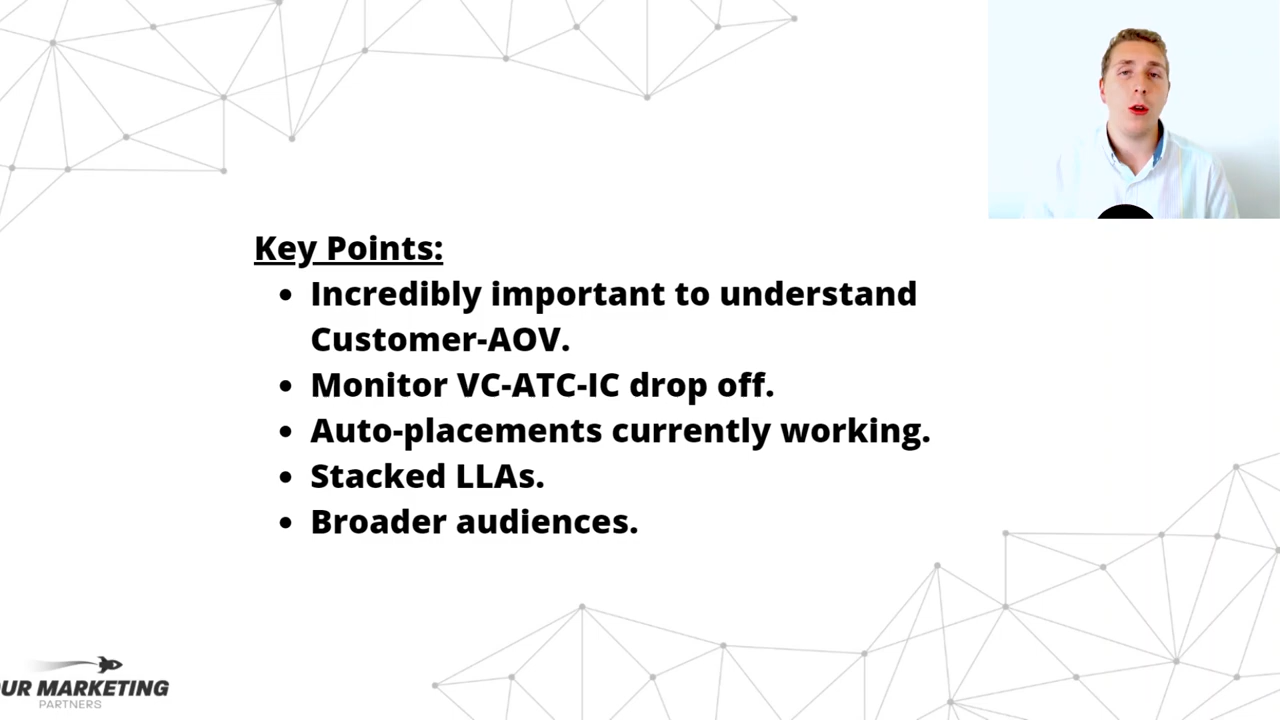 Key Points:
Incredibly important to understand
Customer-AOV.
Monitor VC-ATC-IC drop off.
Auto-placements currently working.
Stacked LLAs.
Broader audiences.
OUR MARKETING
PARTNERS